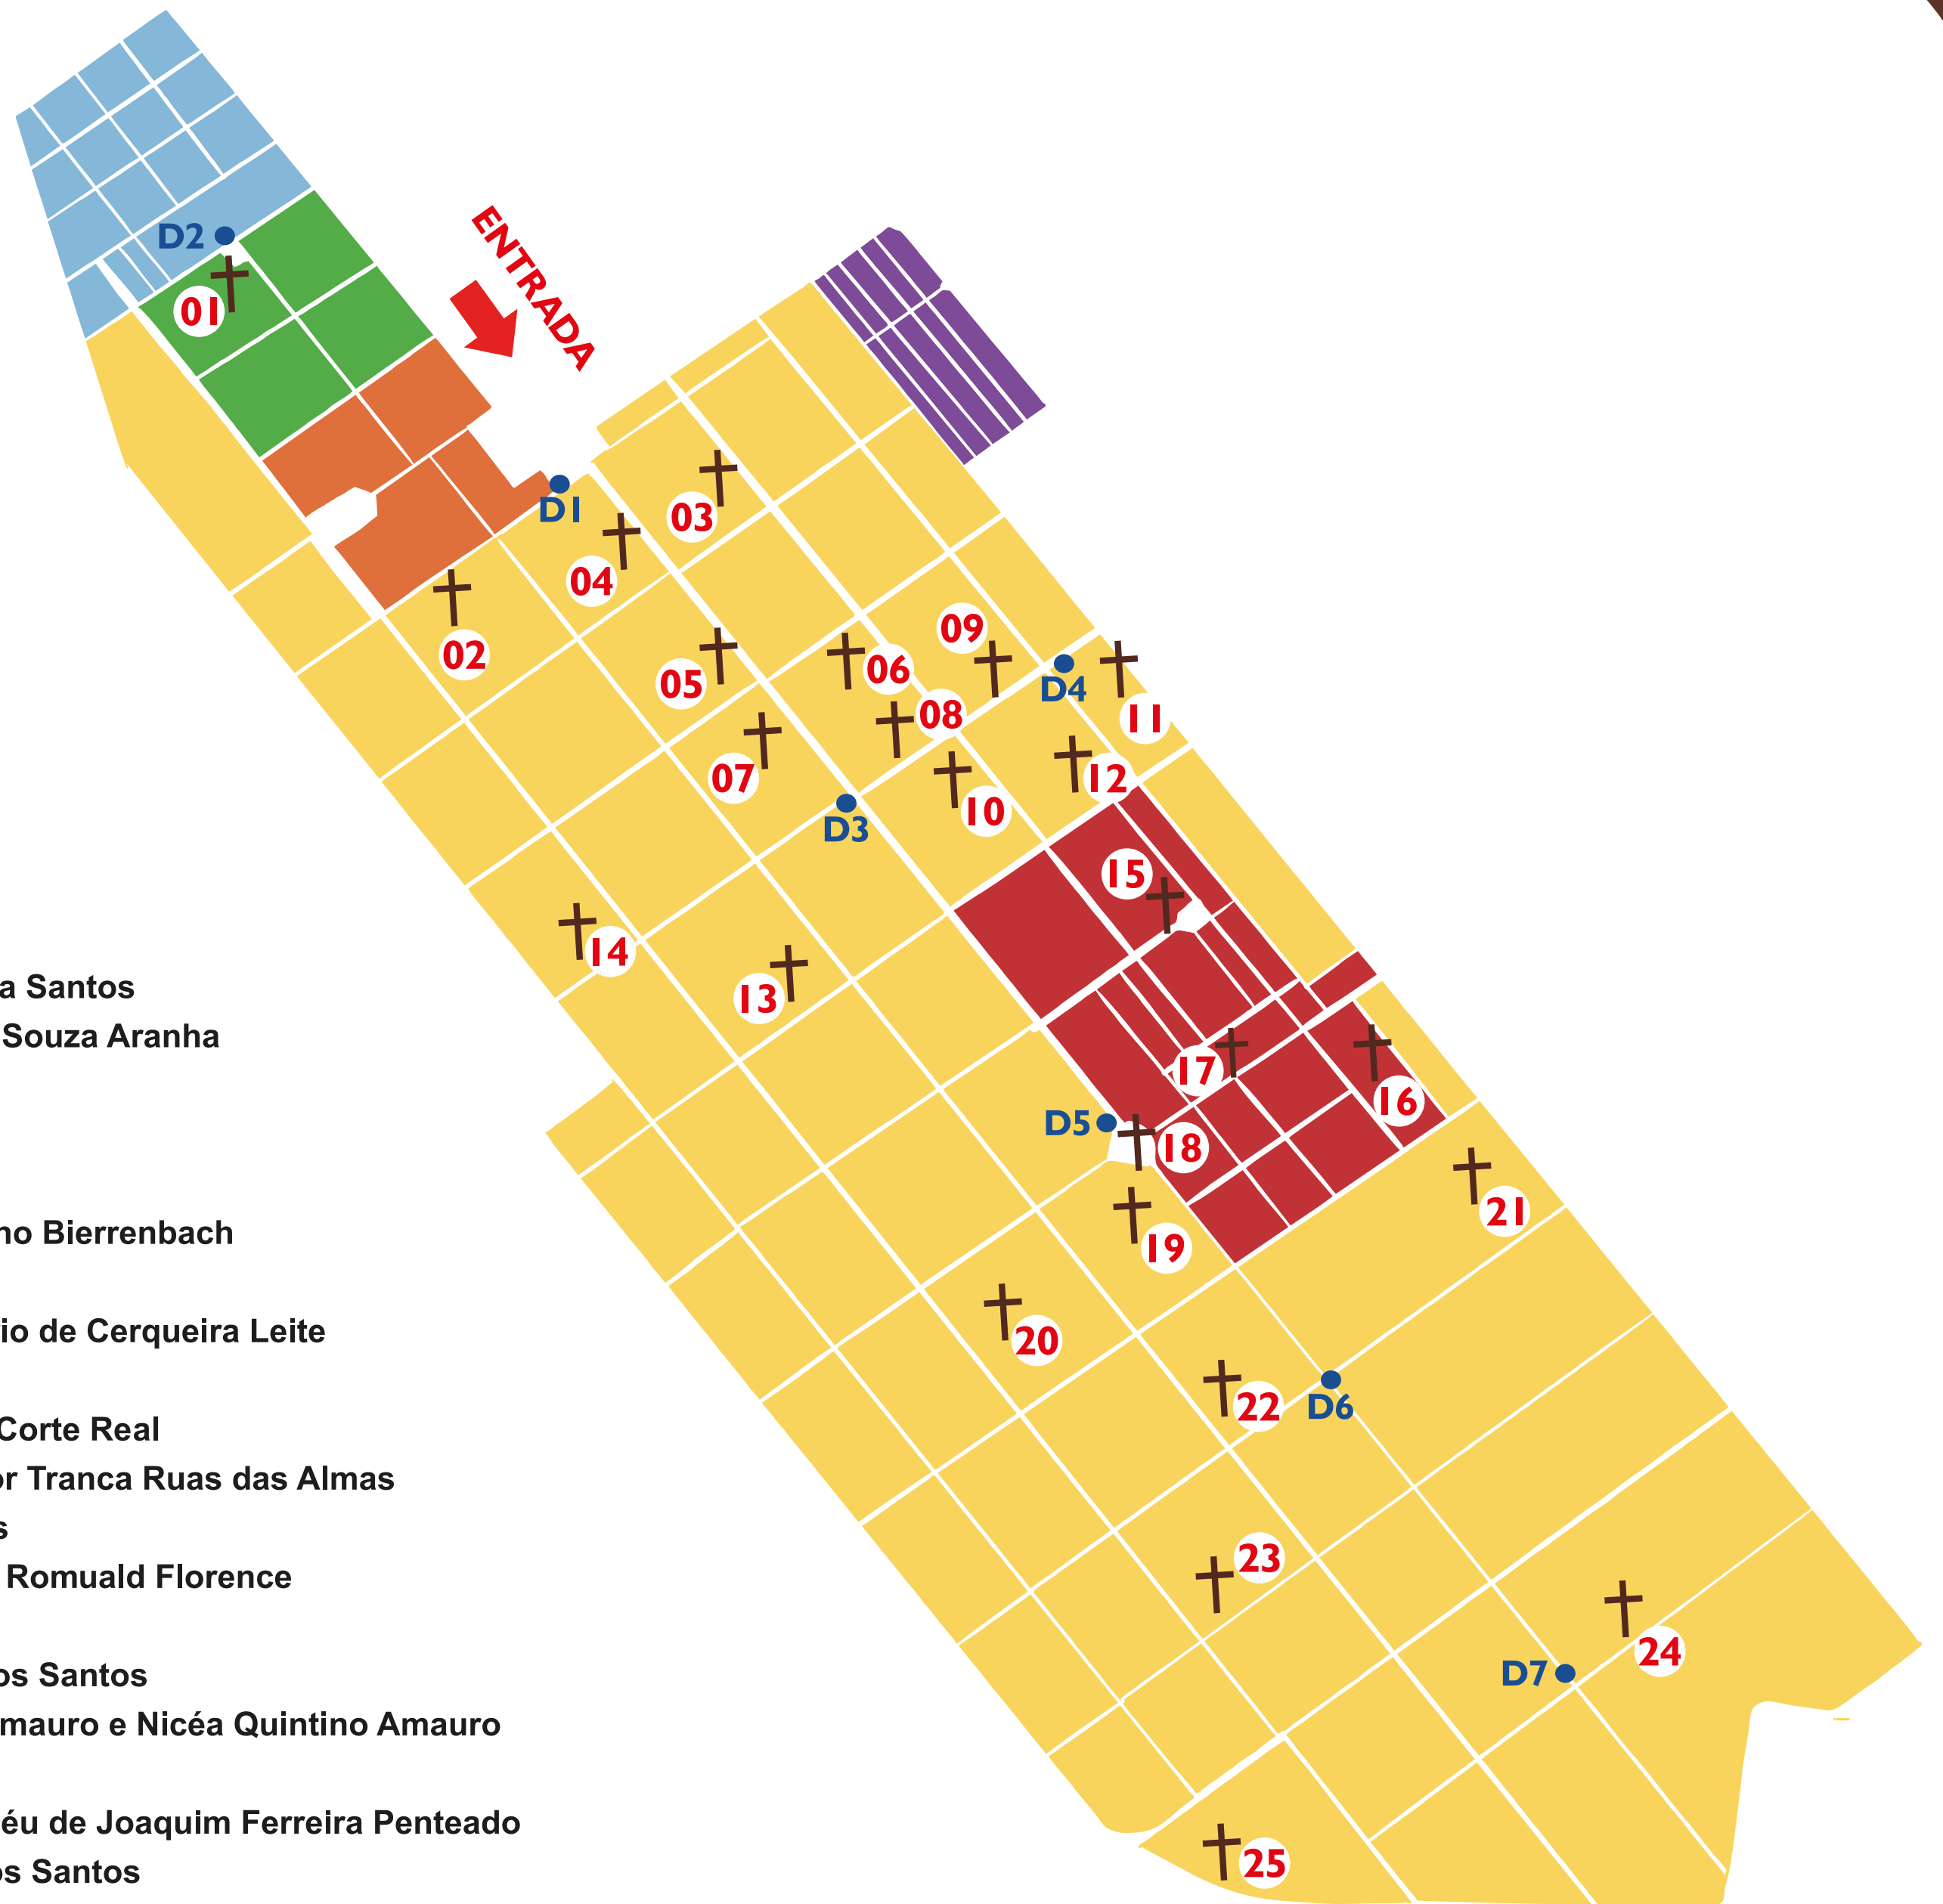 ENTRADA
D2
01
D1
03
04
02
09
06
D4
05
08
11
07
12
10
D3
15
14
13
17
16
D5
18
21
19
20
22
D6
23
24
D7
25
a Santos
Souza Aranha
no Bierrenbach
io de Cerqueira Leite
Corte Real
or Tranca Ruas das Almas
s
Romuald Florence
os Santos
mauro e Nicéa Quintino Amauro
éu de Joaquim Ferreira Penteado
os Santos